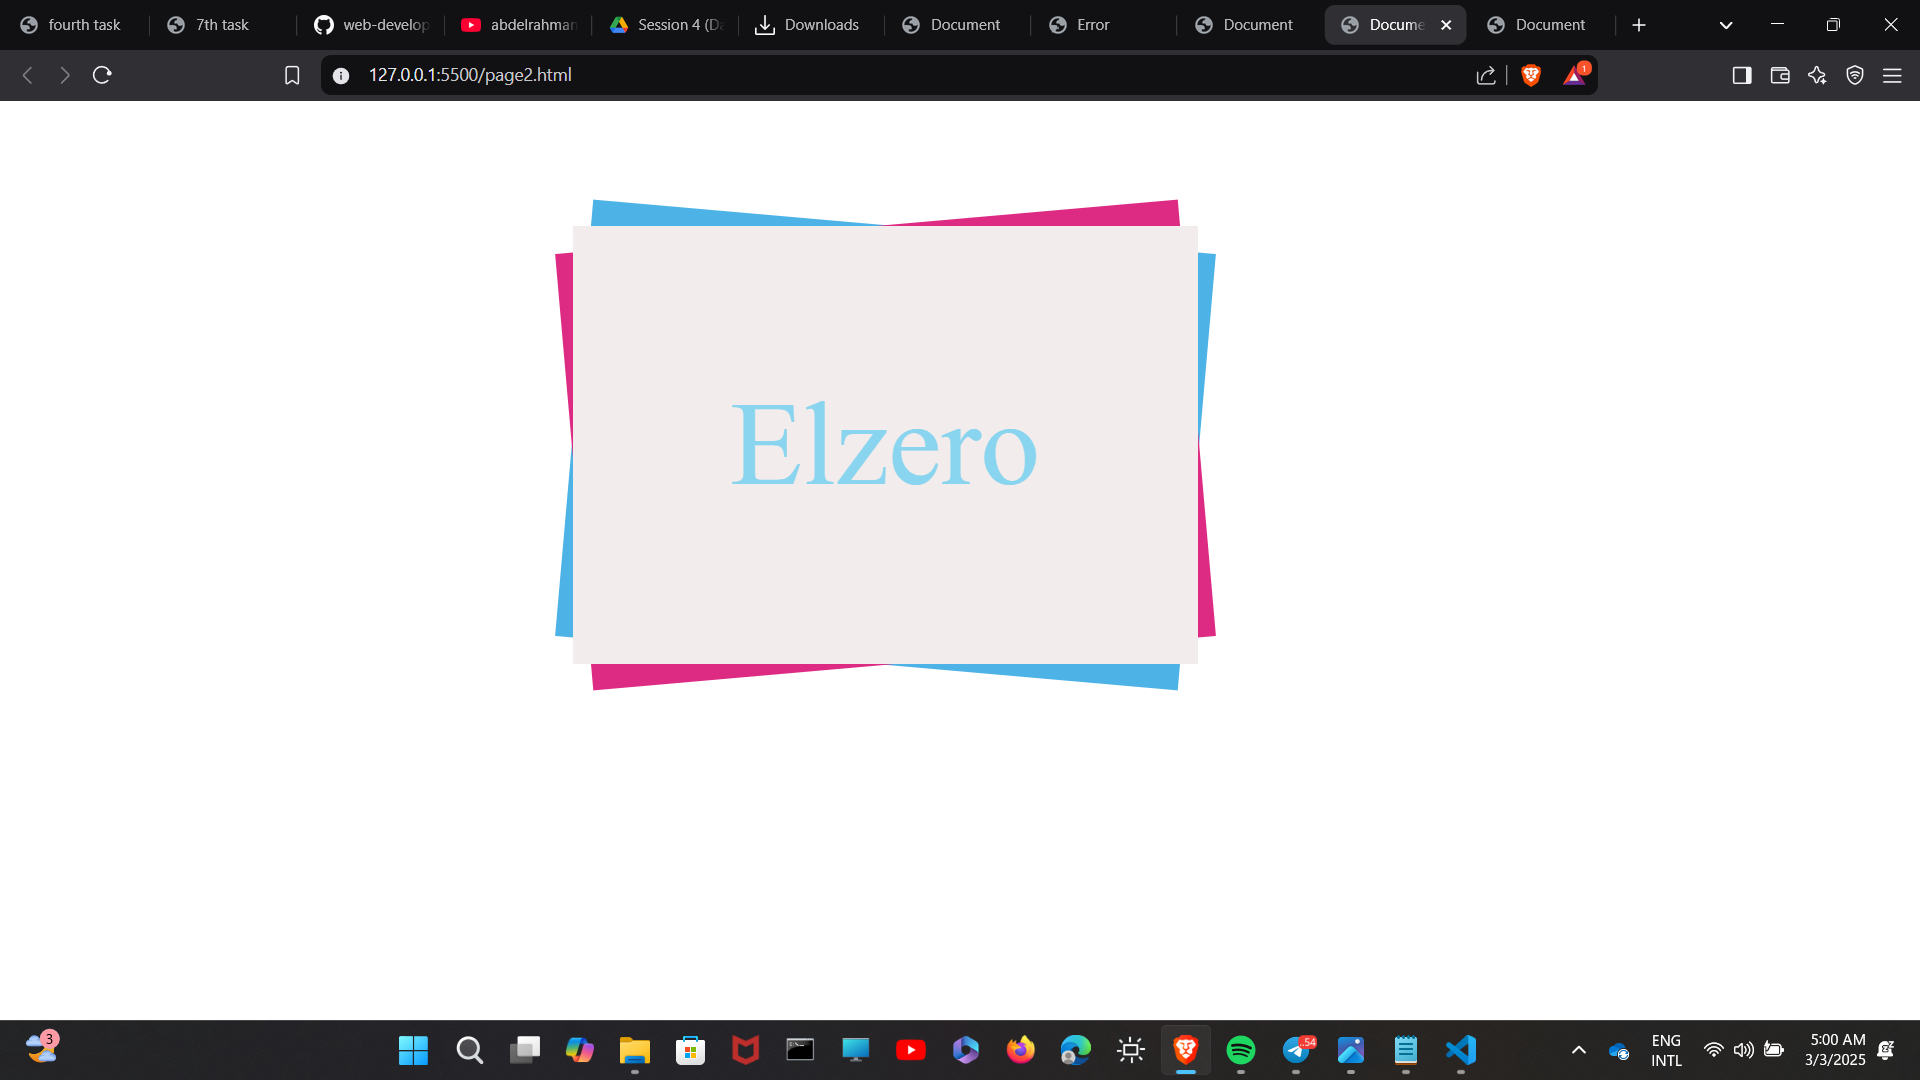 fourth task
7th task
web-develop
abdelrahman
Session 4 (Da
Downloads
Document
Error
Document
Docume
Document
127.0.0.1:5500/page2.html
1
Elzero
3
54
ENG
INTL
5:00 AM
3/3/2025